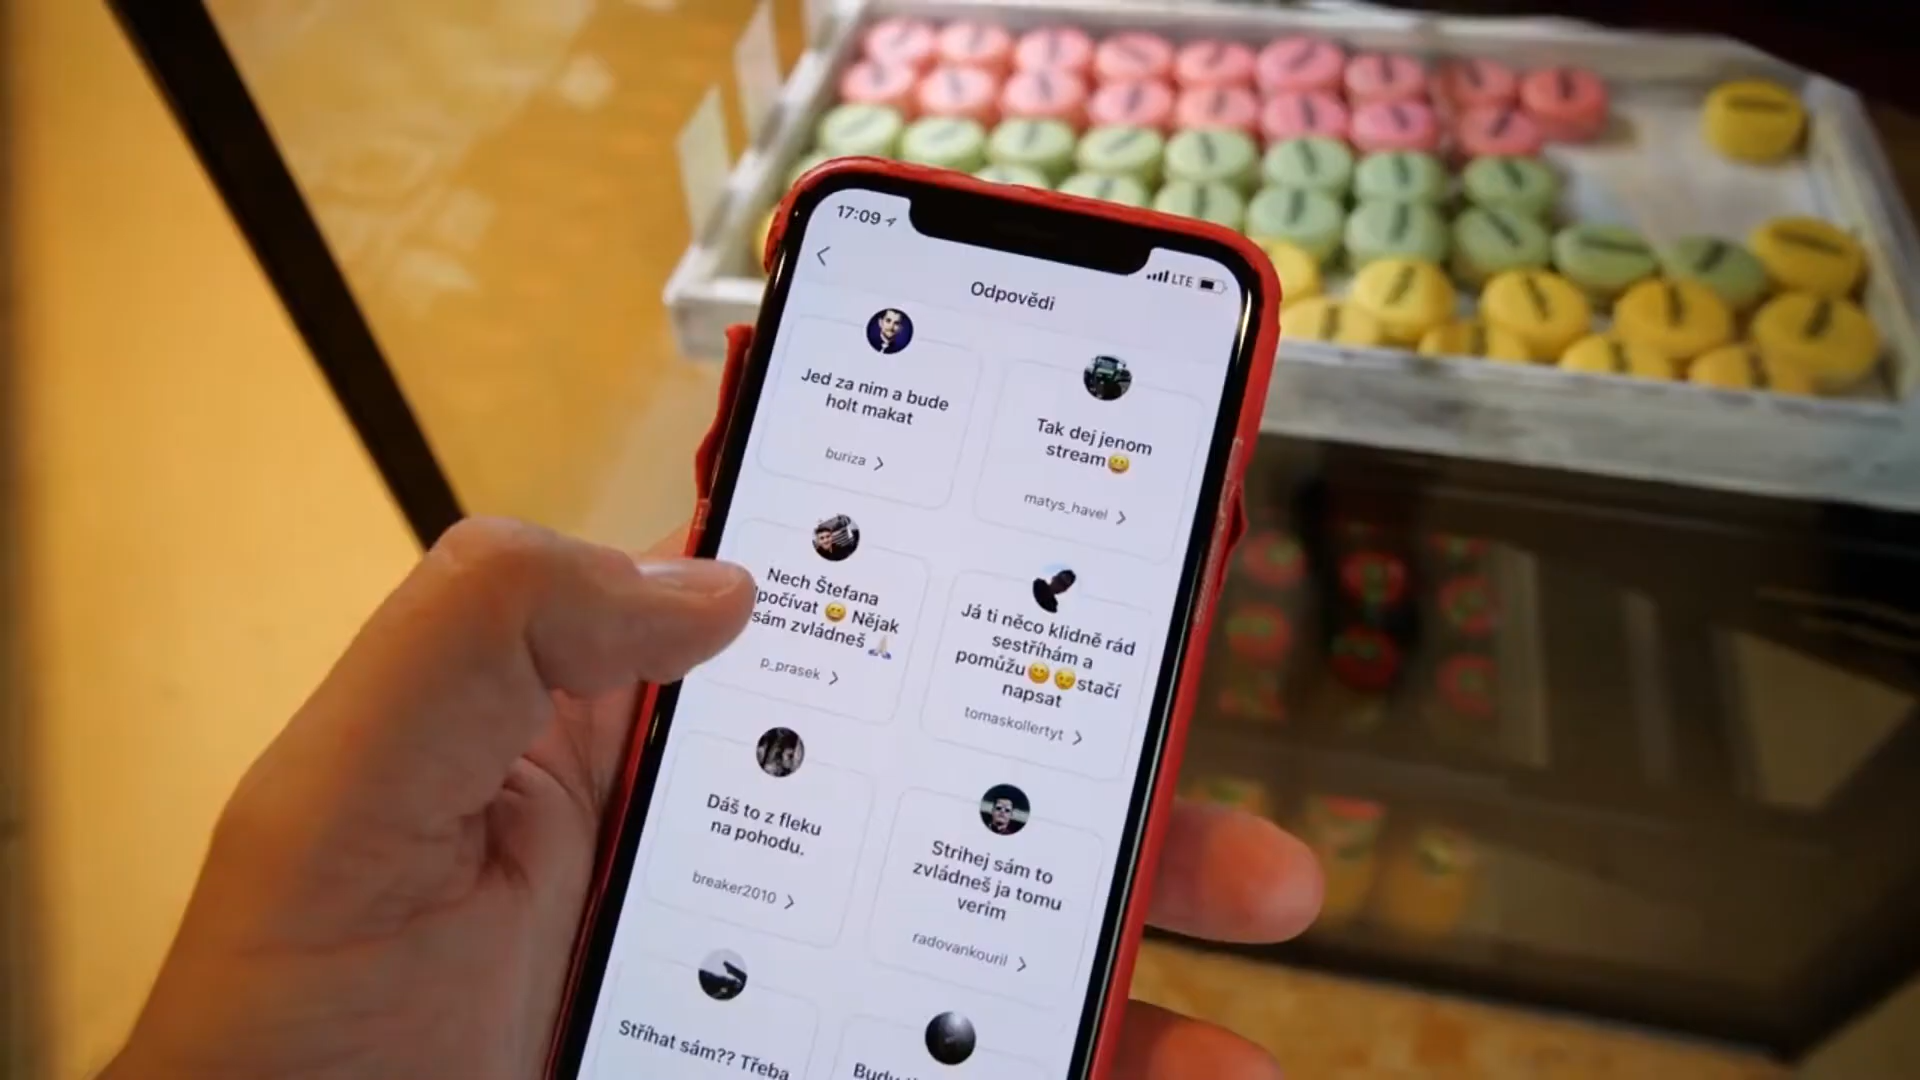 17:09
LTE
Odpovědi
Jed za nim a bude
holt makat
buriza
Tak dej jenom
stream😀
matys_havel
Nech Štefana
počívat 😀 Nějak
sám zvládneš 🙏🏻
p_prasek
Já ti něco klidně rád
sestříhám a
pomůžu😊😉stačí
napsat
tomaskollertyt
Dáš to z fleku
na pohodu.
breaker2010
Strihej sám to
zvládneš ja tomu
verim
radovankouril
Stříhat sám?? Třeba